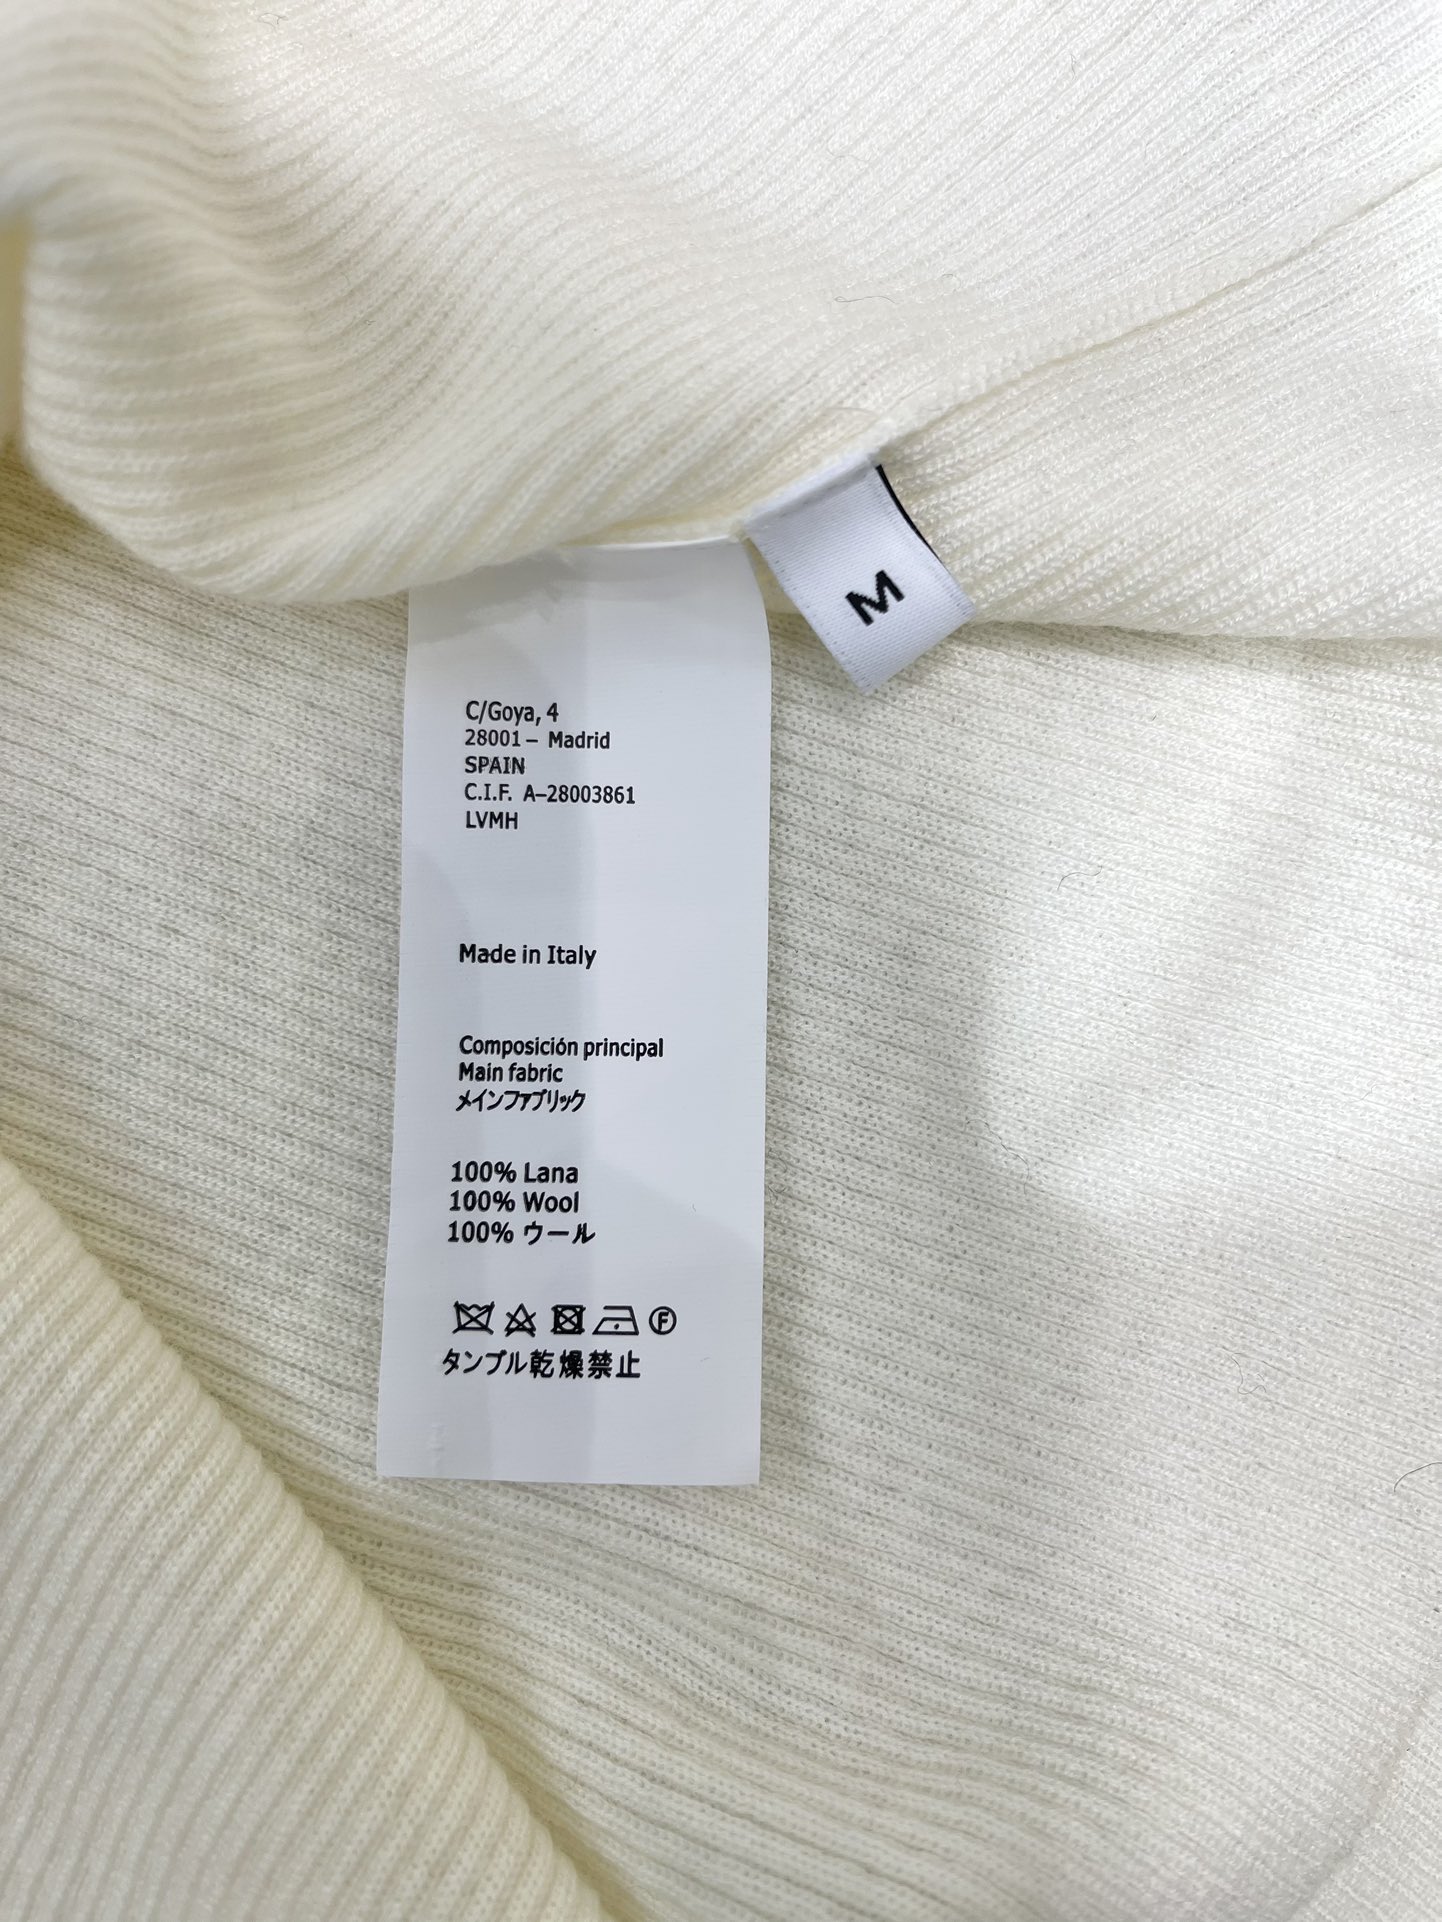 M
C/Goya, 4
28001 – Madrid
SPAIN
C.I.F. A–28003861
LVMH
Made in Italy
Composición principal
Main fabric
メインファブリック
100% Lana
100% Wool
100% ウール
F
タンブル乾燥禁止